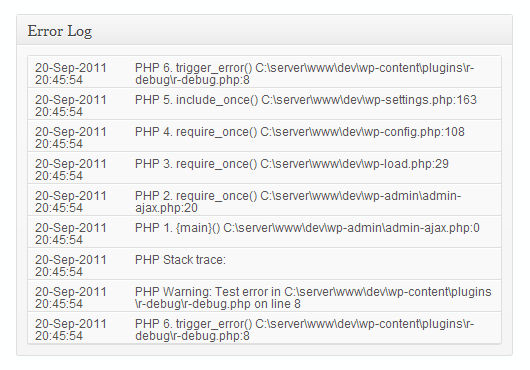 Error Log
20-Sep-2011 PHP 6. trigger_error() C:\server\www\dev\wp-content\plugins\r-
20:45:54 debug\r-debug.php:8
20-Sep-2011 PHP 5. include_once() C:\server\www\dev\wp-settings.php:163
20:45:54
20-Sep-2011 PHP 4. require_once() C:\server\www\dev\wp-config.php:108
20:45:54
20-Sep-2011 PHP 3. require_once() C:\server\www\dev\wp-load.php:29
20:45:54
20-Sep-2011 PHP 2. require_once() C:\server\www\dev\wp-admin\admin-
20:45:54 ajax.php:20
20-Sep-2011 PHP 1. {main}() C:\server\www\dev\wp-admin\admin-ajax.php:0
20:45:54
20-Sep-2011 PHP Stack trace:
20:45:54
20-Sep-2011 PHP Warning: Test error in C:\server\www\dev\wp-content\plugins
20:45:54 \r-debug\r-debug.php on line 8
20-Sep-2011 PHP 6. trigger_error() C:\server\www\dev\wp-content\plugins\r-
20:45:54 debug\r-debug.php:8